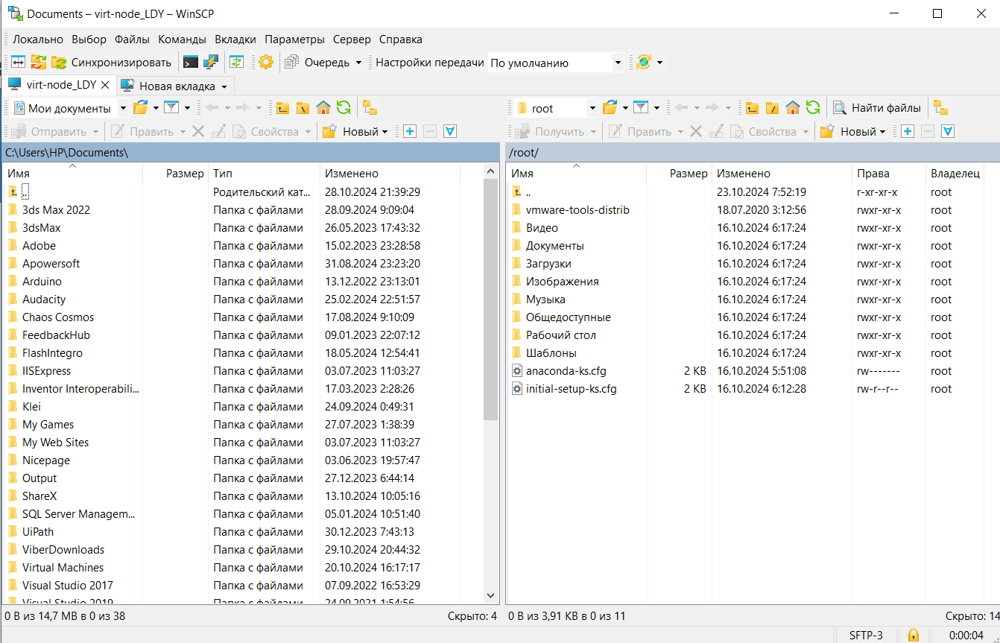 Documents – virt-node_LDY – WinSCP
Локально Выбор Файлы Команды Вкладки Параметры Сервер Справка
Синхронизировать Очередь Настройки передачи По умолчанию
virt-node_LDY Новая вкладка
Мои документы root Найти файлы
Отправить Править Свойства Новый Получить Править Свойства Новый
C:\Users\HP\Documents\ /root/
Имя Размер Тип Изменено Имя Размер Изменено Права Владелец
.. Родительский кат... 28.10.2024 21:39:29 .. 23.10.2024 7:52:19 r-xr-xr-x root
3ds Max 2022 Папка с файлами 28.09.2024 9:09:04 vmware-tools-distrib 18.07.2020 3:12:56 rwxr-xr-x root
3dsMax Папка с файлами 26.05.2023 17:43:32 Видео 16.10.2024 6:17:24 rwxr-xr-x root
Adobe Папка с файлами 15.02.2023 23:28:58 Документы 16.10.2024 6:17:24 rwxr-xr-x root
Apowersoft Папка с файлами 31.08.2024 23:23:20 Загрузки 16.10.2024 6:17:24 rwxr-xr-x root
Arduino Папка с файлами 13.12.2022 23:13:01 Изображения 16.10.2024 6:17:24 rwxr-xr-x root
Audacity Папка с файлами 25.02.2024 22:51:57 Музыка 16.10.2024 6:17:24 rwxr-xr-x root
Chaos Cosmos Папка с файлами 17.08.2024 9:10:09 Общедоступные 16.10.2024 6:17:24 rwxr-xr-x root
FeedbackHub Папка с файлами 09.01.2023 22:07:12 Рабочий стол 16.10.2024 6:17:24 rwxr-xr-x root
FlashIntegro Папка с файлами 18.05.2024 12:54:41 Шаблоны 16.10.2024 6:17:24 rwxr-xr-x root
IISExpress Папка с файлами 03.07.2023 11:03:27 anaconda-ks.cfg 2 KB 16.10.2024 5:51:08 rw------- root
Inventor Interoperabili... Папка с файлами 17.03.2023 2:28:26 initial-setup-ks.cfg 2 KB 16.10.2024 6:12:28 rw-r--r-- root
Klei Папка с файлами 24.09.2024 0:49:31
My Games Папка с файлами 27.07.2023 1:38:39
My Web Sites Папка с файлами 03.07.2023 11:03:27
Nicepage Папка с файлами 03.06.2023 19:57:47
Output Папка с файлами 27.12.2023 6:44:14
ShareX Папка с файлами 13.10.2024 10:05:16
SQL Server Managem... Папка с файлами 05.01.2024 10:51:40
UiPath Папка с файлами 30.12.2023 7:43:13
ViberDownloads Папка с файлами 29.10.2024 20:44:32
Virtual Machines Папка с файлами 20.10.2024 16:17:17
Visual Studio 2017 Папка с файлами 07.09.2022 16:53:29
Visual Studio 2019 Папка с файлами 24.09.2021 1:54:56
0 B из 14,7 MB в 0 из 38 Скрыто: 4 0 B из 3,91 KB в 0 из 11 Скрыто: 14
SFTP-3 0:00:04